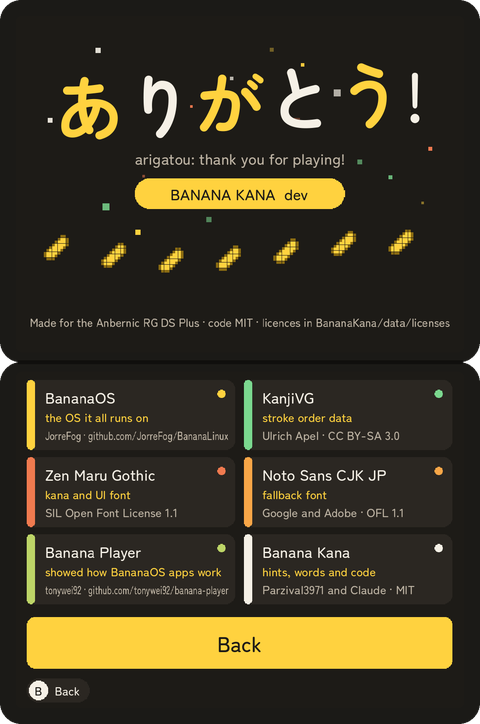 ありがとう!
arigatou: thank you for playing!
BANANA KANA dev
Made for the Anbernic RG DS Plus · code MIT · licences in BananaKana/data/licenses
BananaOS
the OS it all runs on
JorreFog · github.com/JorreFog/BananaLinux
KanjiVG
stroke order data
Ulrich Apel · CC BY-SA 3.0
Zen Maru Gothic
kana and UI font
SIL Open Font License 1.1
Noto Sans CJK JP
fallback font
Google and Adobe · OFL 1.1
Banana Player
showed how BananaOS apps work
tonywei92 · github.com/tonywei92/banana-player
Banana Kana
hints, words and code
Parzival3971 and Claude · MIT
Back
B Back